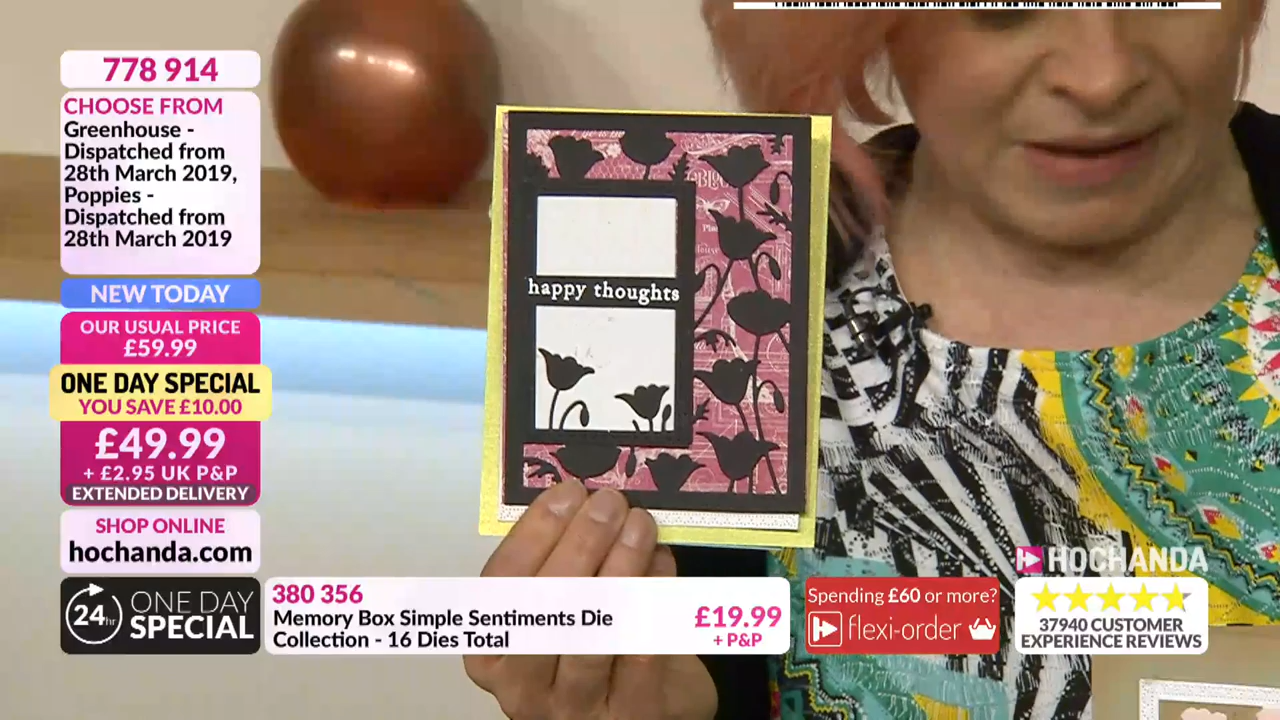 778 914
CHOOSE FROM
Greenhouse -
Dispatched from
28th March 2019,
Poppies -
Dispatched from
28th March 2019
NEW TODAY
OUR USUAL PRICE
£59.99
ONE DAY SPECIAL
YOU SAVE £10.00
£49.99
+ £2.95 UK P&P
EXTENDED DELIVERY
SHOP ONLINE
hochanda.com
24hr
ONE DAY
SPECIAL
380 356
Memory Box Simple Sentiments Die
Collection - 16 Dies Total
£19.99
+ P&P
Spending £60 or more?
flexi-order
HOCHANDA
37940 CUSTOMER
EXPERIENCE REVIEWS
happy thoughts